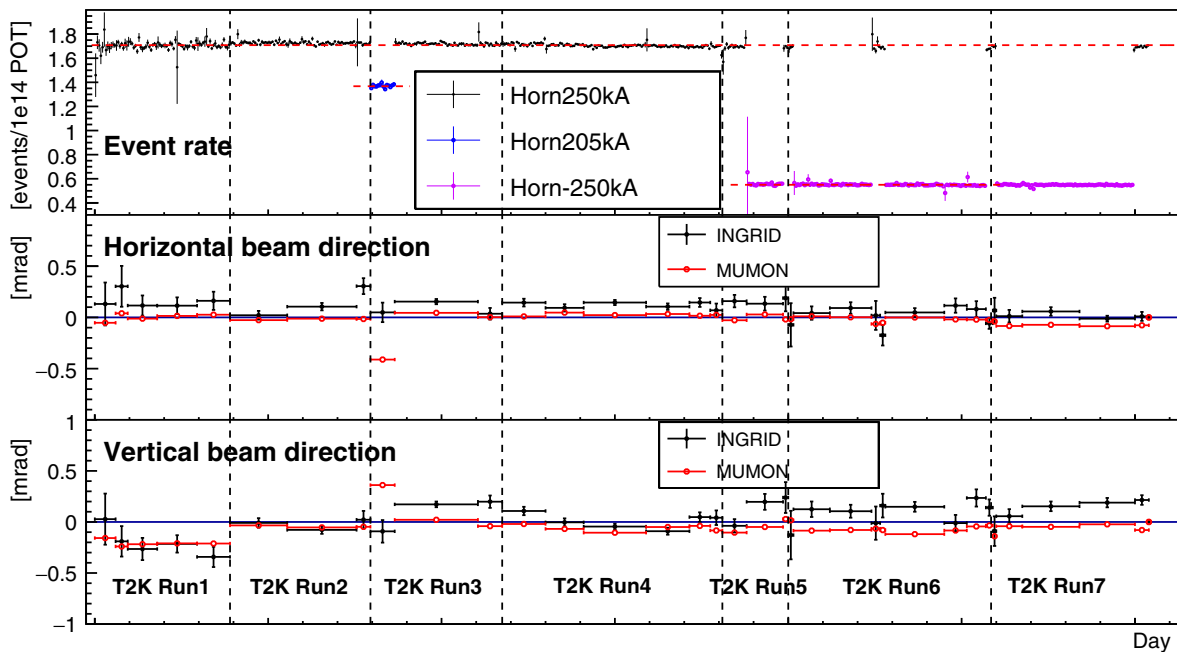 [events/1e14 POT]
1.8
1.6
1.4
1.2
1
0.8
0.6
0.4
Event rate
Horn250kA
Horn205kA
Horn-250kA
[mrad]
Horizontal beam direction
INGRID
MUMON
0.5
0
−0.5
1
[mrad]
Vertical beam direction
INGRID
MUMON
0.5
0
−0.5
−1
T2K Run1
T2K Run2
T2K Run3
T2K Run4
T2K Run5
T2K Run6
T2K Run7
Day